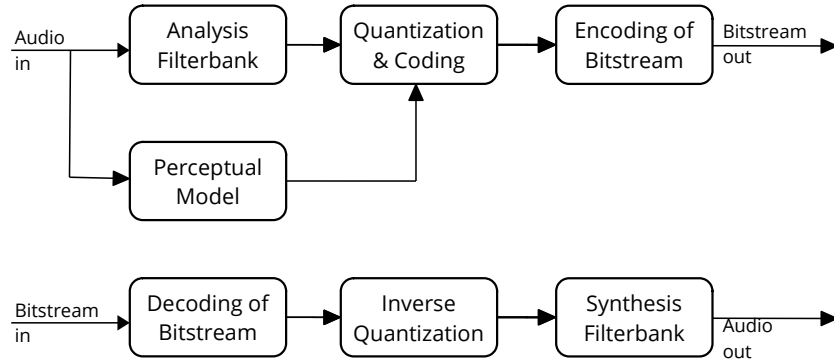 Audio
in
Analysis
Filterbank
Quantization
& Coding
Encoding of
Bitstream
Bitstream
out
Perceptual
Model
Bitstream
in
Decoding of
Bitstream
Inverse
Quantization
Synthesis
Filterbank
Audio
out